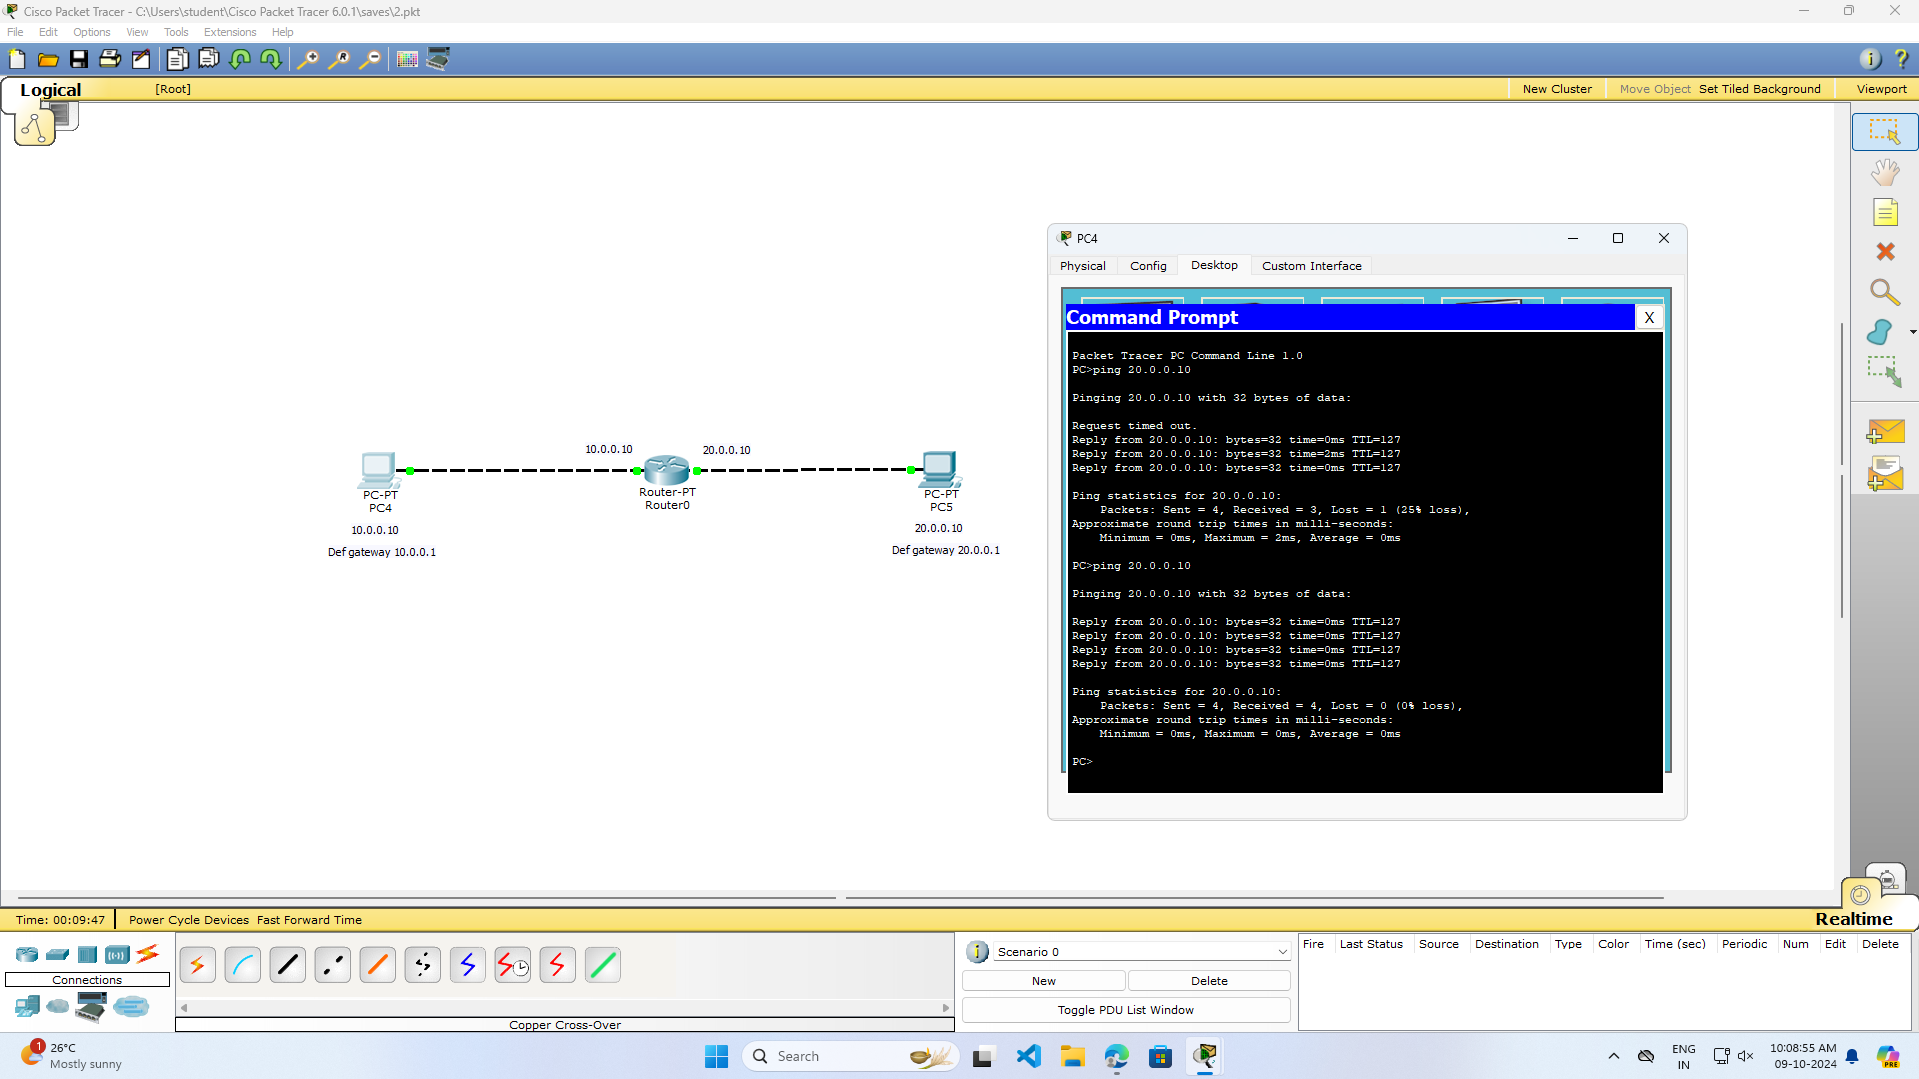 Cisco Packet Tracer - C:\Users\student\Cisco Packet Tracer 6.0.1\saves\2.pkt
File Edit Options View Tools Extensions Help
Logical [Root] New Cluster Move Object Set Tiled Background Viewport
PC4
Physical Config Desktop Custom Interface
Command Prompt X
Packet Tracer PC Command Line 1.0
PC>ping 20.0.0.10
Pinging 20.0.0.10 with 32 bytes of data:
Request timed out.
Reply from 20.0.0.10: bytes=32 time=0ms TTL=127
Reply from 20.0.0.10: bytes=32 time=2ms TTL=127
Reply from 20.0.0.10: bytes=32 time=0ms TTL=127
Ping statistics for 20.0.0.10:
Packets: Sent = 4, Received = 3, Lost = 1 (25% loss),
Approximate round trip times in milli-seconds:
Minimum = 0ms, Maximum = 2ms, Average = 0ms
PC>ping 20.0.0.10
Pinging 20.0.0.10 with 32 bytes of data:
Reply from 20.0.0.10: bytes=32 time=0ms TTL=127
Reply from 20.0.0.10: bytes=32 time=0ms TTL=127
Reply from 20.0.0.10: bytes=32 time=0ms TTL=127
Reply from 20.0.0.10: bytes=32 time=0ms TTL=127
Ping statistics for 20.0.0.10:
Packets: Sent = 4, Received = 4, Lost = 0 (0% loss),
Approximate round trip times in milli-seconds:
Minimum = 0ms, Maximum = 0ms, Average = 0ms
PC>
10.0.0.10 20.0.0.10
PC-PT
PC4
10.0.0.10
Def gateway 10.0.0.1
Router-PT
Router0
PC-PT
PC5
20.0.0.10
Def gateway 20.0.0.1
Time: 00:09:47 Power Cycle Devices Fast Forward Time Realtime
Connections
Copper Cross-Over
Scenario 0
New Delete
Toggle PDU List Window
Fire Last Status Source Destination Type Color Time (sec) Periodic Num Edit Delete
1
26°C
Mostly sunny
Search
ENG
IN
10:08:55 AM
09-10-2024
PRE